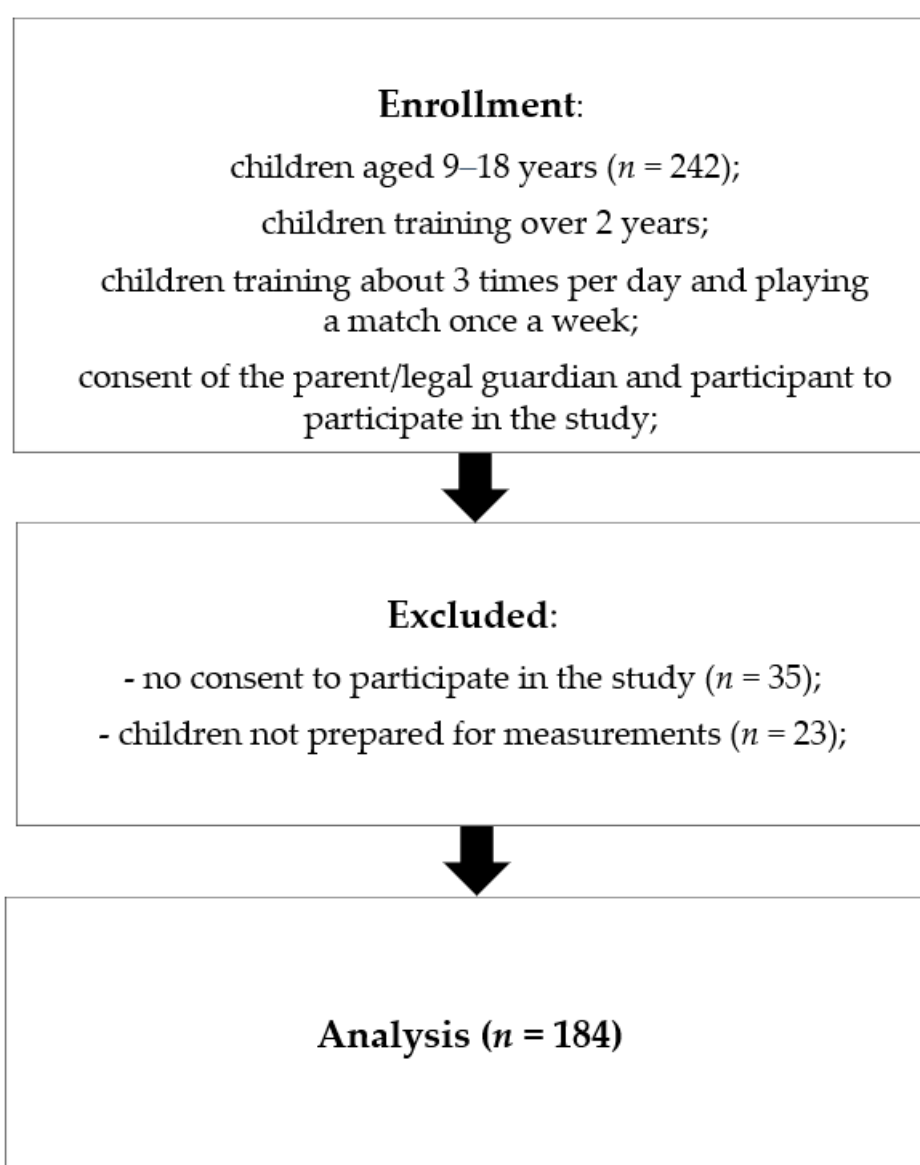 Enrollment:
children aged 9–18 years (n = 242);
children training over 2 years;
children training about 3 times per day and playing
a match once a week;
consent of the parent/legal guardian and participant to
participate in the study;
Excluded:
- no consent to participate in the study (n = 35);
- children not prepared for measurements (n = 23);
Analysis (n = 184)